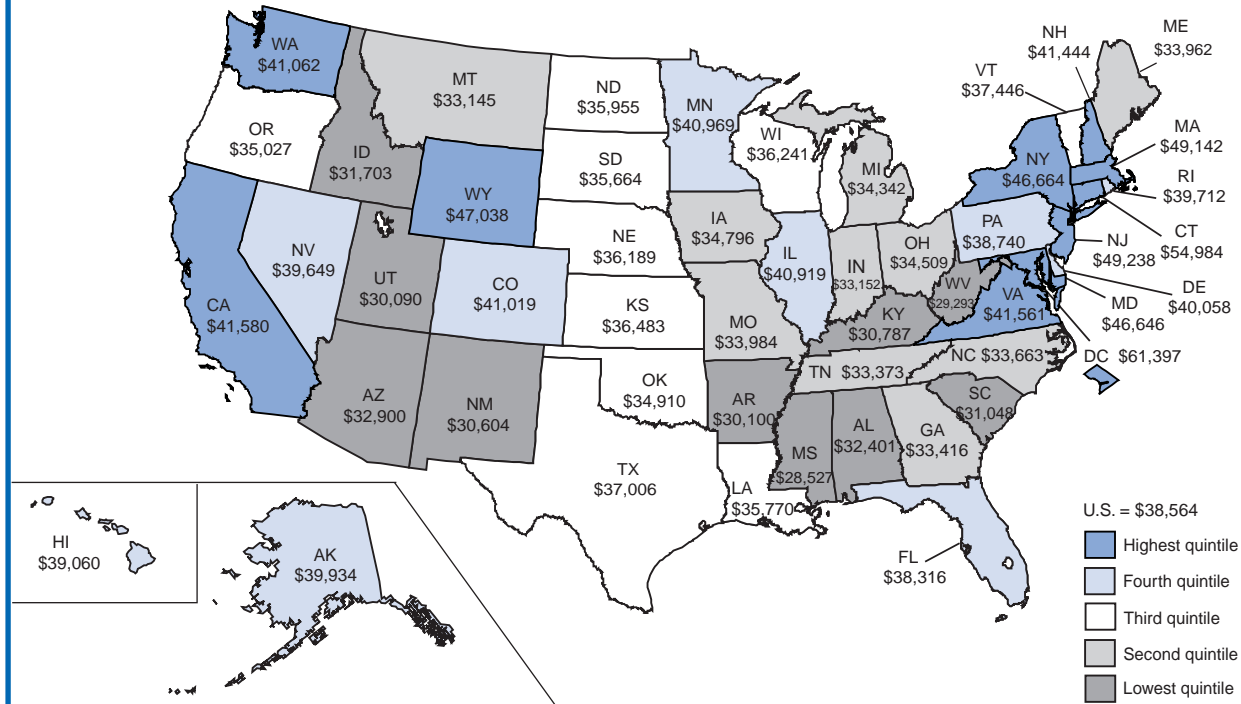 WA
$41,062
MT
$33,145
ND
$35,955
MN
$40,969
OR
$35,027
ID
$31,703
WY
$47,038
SD
$35,664
WI
$36,241
MI
$34,342
NH
$41,444
ME
$33,962
VT
$37,446
MA
$49,142
NY
$46,664
RI
$39,712
CT
$54,984
NJ
$49,238
DE
$40,058
MD
$46,646
DC $61,397
PA
$38,740
NV
$39,649
UT
$30,090
CO
$41,019
NE
$36,189
IA
$34,796
IL
$40,919
IN
$33,152
OH
$34,509
WV
$29,293
VA
$41,561
CA
$41,580
KS
$36,483
MO
$33,984
KY
$30,787
TN $33,373
NC $33,663
AZ
$32,900
NM
$30,604
OK
$34,910
AR
$30,100
SC
$31,048
MS
$28,527
AL
$32,401
GA
$33,416
TX
$37,006
LA
$35,770
FL
$38,316
HI
$39,060
AK
$39,934
U.S. = $38,564
Highest quintile
Fourth quintile
Third quintile
Second quintile
Lowest quintile